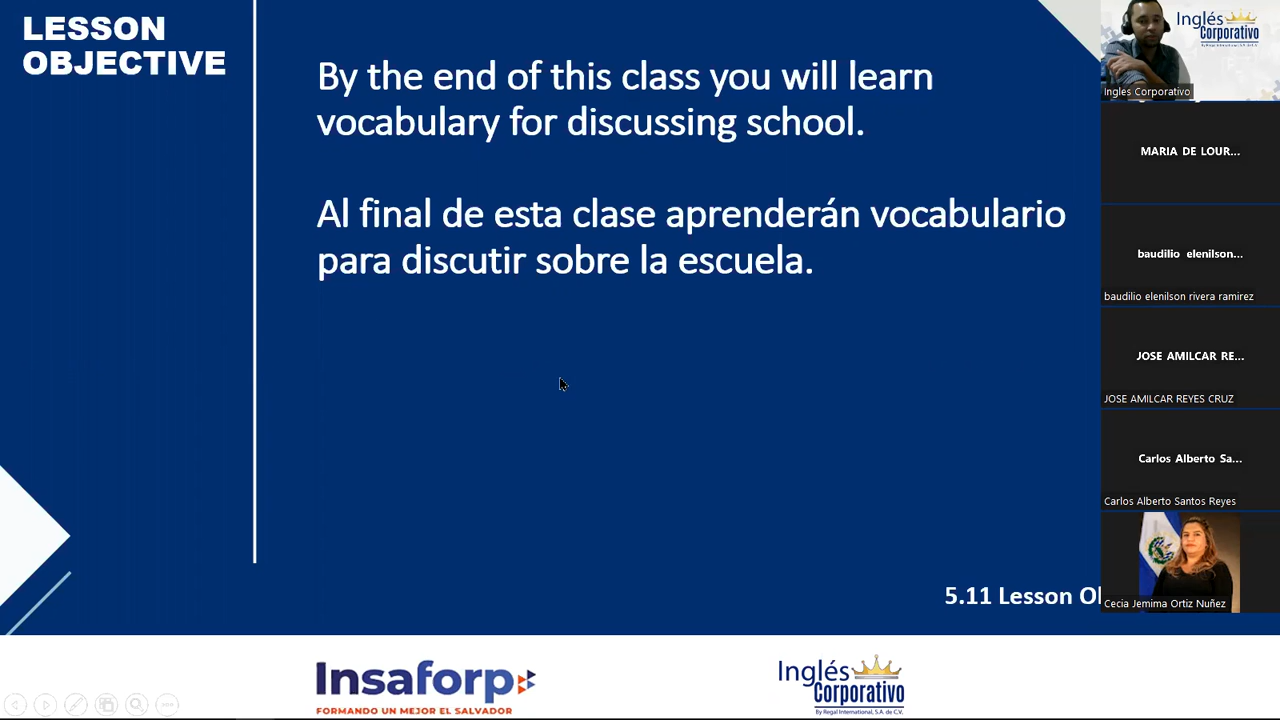 LESSON
OBJECTIVE
By the end of this class you will learn
vocabulary for discussing school.
Al final de esta clase aprenderán vocabulario
para discutir sobre la escuela.
5.11 Lesson
Insaforp
FORMANDO UN MEJOR EL SALVADOR
Inglés
Corporativo
By Regal International, S.A. de C.V.
Inglés
Corporativo
Ingles Corporativo
MARIA DE LOUR...
baudilio elenilson...
baudilio elenilson rivera ramirez
JOSE AMILCAR RE...
JOSE AMILCAR REYES CRUZ
Carlos Alberto Sa...
Carlos Alberto Santos Reyes
Cecia Jemima Ortiz Nuñez